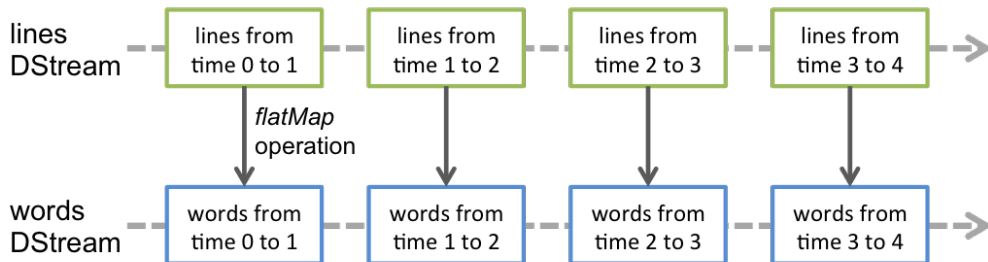 lines
DStream
lines from
time 0 to 1
lines from
time 1 to 2
lines from
time 2 to 3
lines from
time 3 to 4
flatMap
operation
words
DStream
words from
time 0 to 1
words from
time 1 to 2
words from
time 2 to 3
words from
time 3 to 4